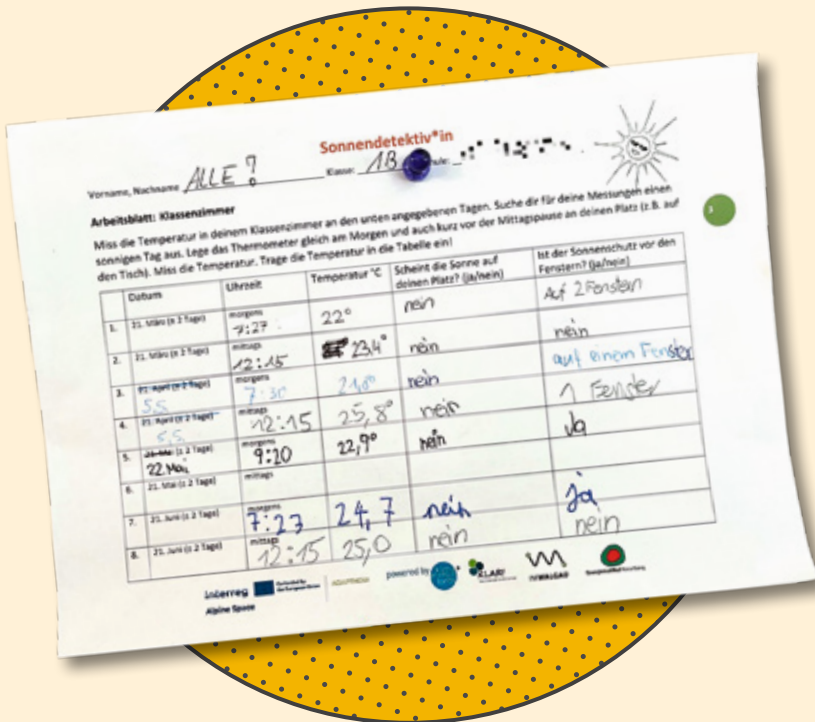 Sonnendetektiv*in
Vorname, Nachname ALLE ! Klasse: 1B
Arbeitsblatt: Klassenzimmer
Miss die Temperatur in deinem Klassenzimmer an den unten angegebenen Tagen. Suche dir für deine Messungen einen
sonnigen Tag aus. Lege das Thermometer gleich am Morgen und auch kurz vor der Mittagspause an deinen Platz (z.B. auf
den Tisch). Miss die Temperatur. Trage die Temperatur in die Tabelle ein!
3
Datum Uhrzeit Temperatur °C Scheint die Sonne auf deinen Platz? (ja/nein) Ist der Sonnenschutz vor den Fenstern? (ja/nein)
1. 21. März (± 2 Tage) morgens 7:27 22° nein Auf 2 Fenstern
2. 21. März (± 2 Tage) mittags 12:15 23,4° nein nein
3. 21. April (± 2 Tage) 5.5. morgens 7:30 21,8° nein auf einem Fenster
4. 21. April (± 2 Tage) 5.5. mittags 12:15 25,8° nein 1 Fenster
5. 21. Mai (± 2 Tage) 22 Mai morgens 9:20 22,9° nein Ja
6. 21. Mai (± 2 Tage) mittags
7. 21. Juni (± 2 Tage) morgens 7:23 24,7 nein ja
8. 21. Juni (± 2 Tage) mittags 12:15 25,0 nein nein
Interreg
Alpine Space
Co-funded by
the European Union
ADAPTNOW
powered by
KLAR!
IMWALGAU